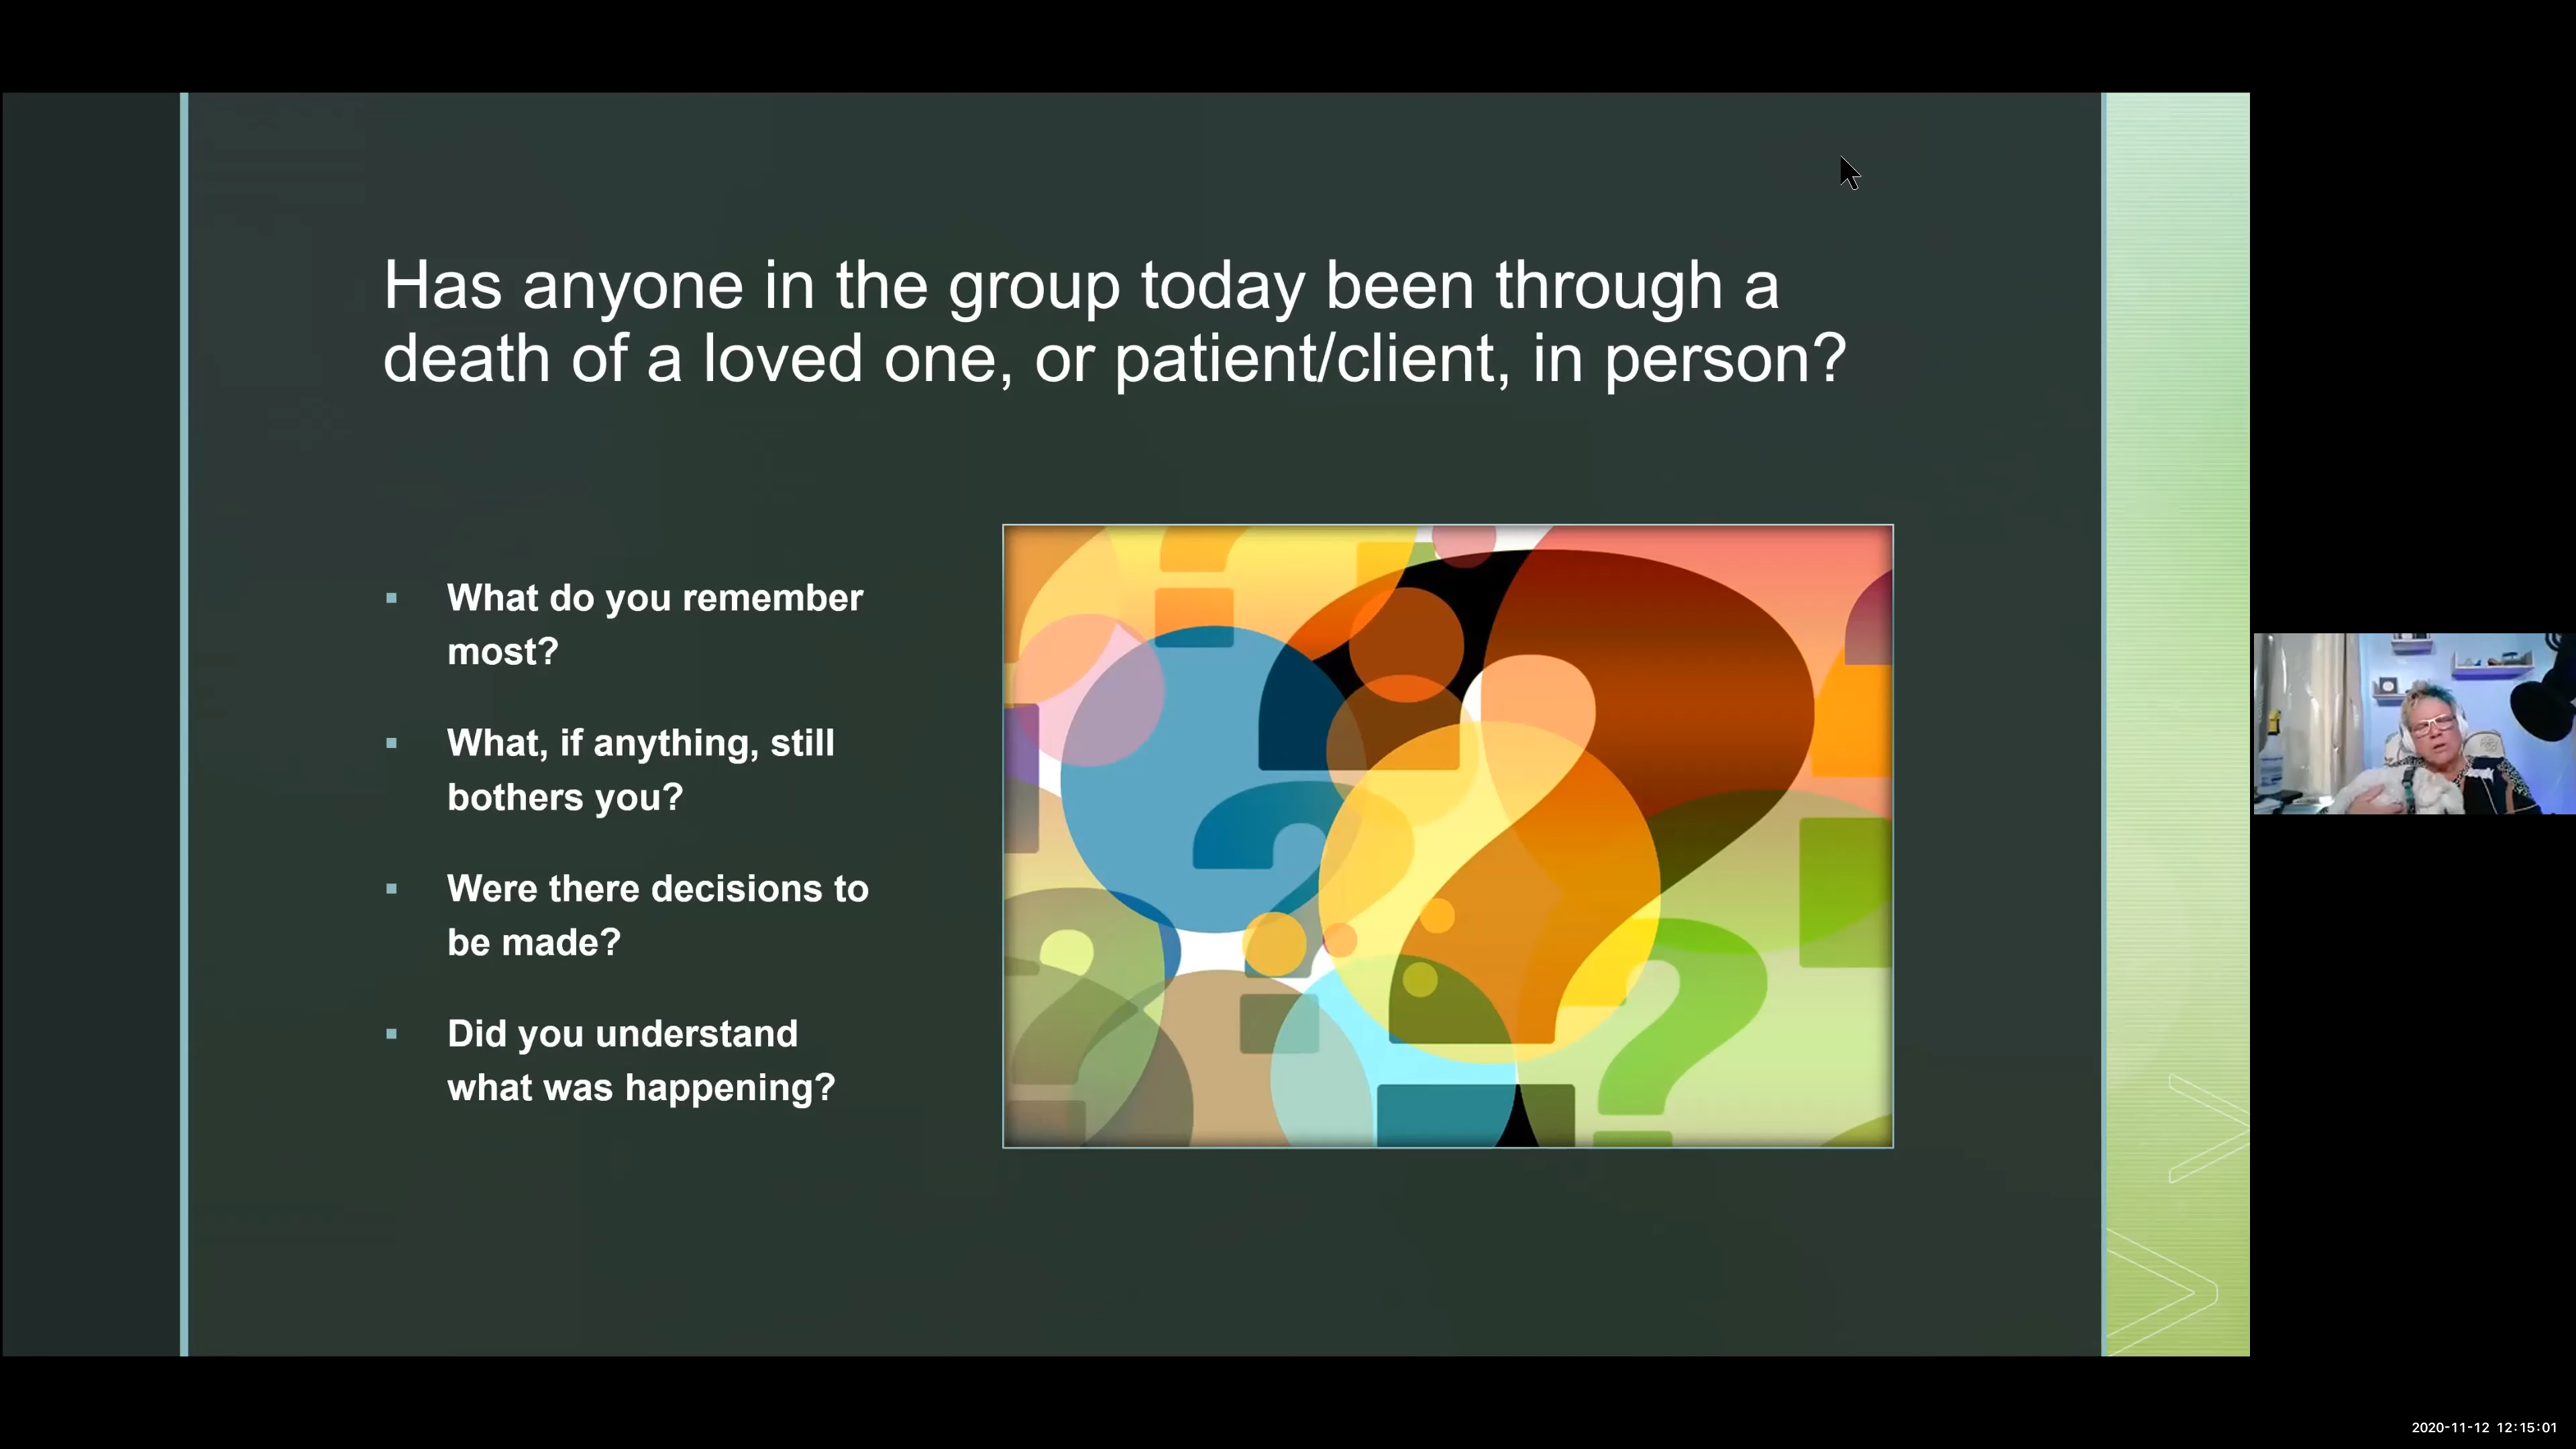 Has anyone in the group today been through a
death of a loved one, or patient/client, in person?
What do you remember
most?
What, if anything, still
bothers you?
Were there decisions to
be made?
Did you understand
what was happening?
2020-11-12 12:15:01